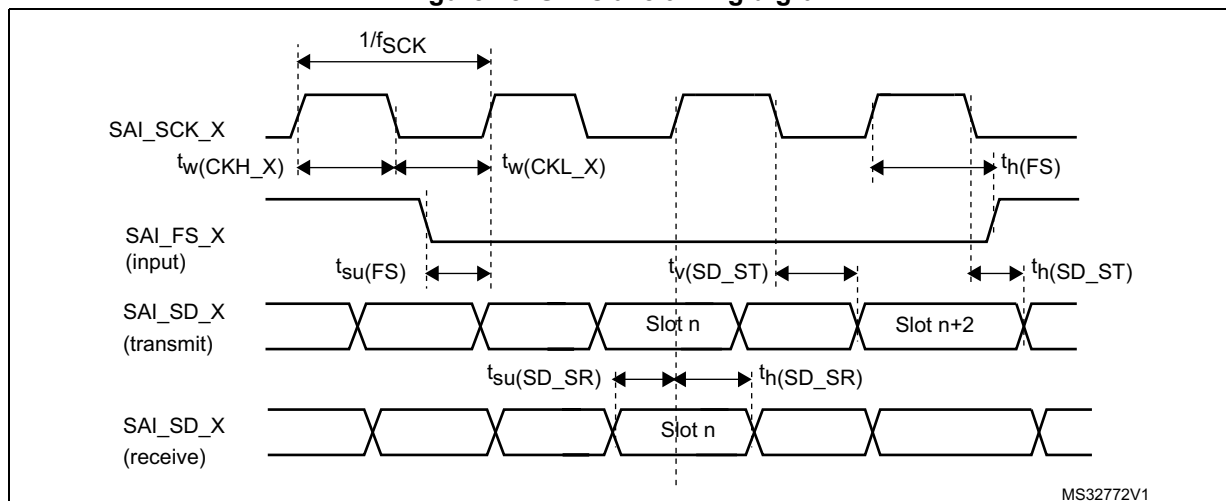 1/fSCK
SAI_SCK_X
tw(CKH_X)
tw(CKL_X)
th(FS)
SAI_FS_X
(input)
tsu(FS)
tv(SD_ST)
th(SD_ST)
SAI_SD_X
(transmit)
Slot n
Slot n+2
tsu(SD_SR)
th(SD_SR)
SAI_SD_X
(receive)
Slot n
MS32772V1